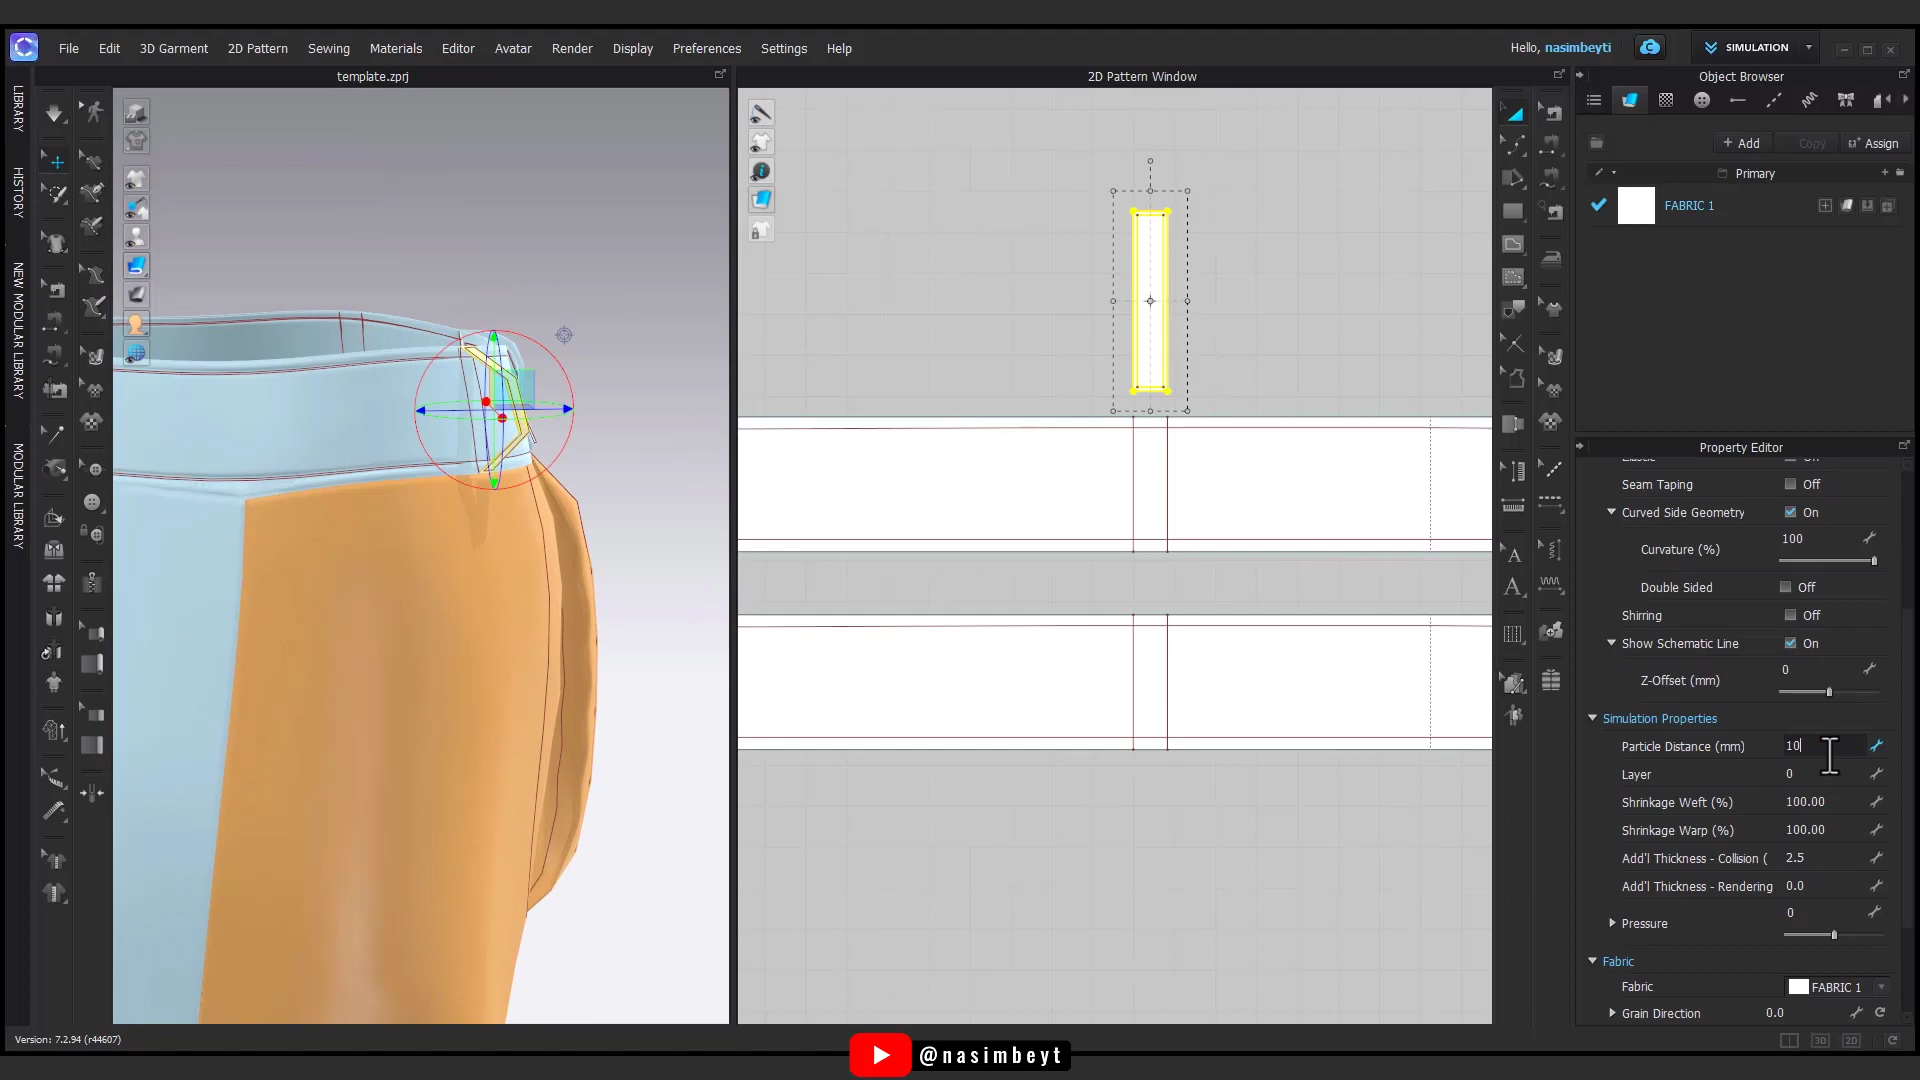 File Edit 3D Garment 2D Pattern Sewing Materials Editor Avatar Render Display Preferences Settings Help
Hello, nasimbeyti
SIMULATION
template.zprj
2D Pattern Window
Object Browser
LIBRARY
HISTORY
NEW MODULAR LIBRARY
MODULAR LIBRARY
+ Add
Copy
Assign
Primary
FABRIC 1
Property Editor
Seam Taping Off
Curved Side Geometry On
100
Curvature (%)
Double Sided Off
Shirring Off
Show Schematic Line On
0
Z-Offset (mm)
Simulation Properties
Particle Distance (mm) 10
Layer 0
Shrinkage Weft (%) 100.00
Shrinkage Warp (%) 100.00
Add'l Thickness - Collision ( 2.5
Add'l Thickness - Rendering 0.0
0
Pressure
Fabric
Fabric FABRIC 1
Grain Direction 0.0
Version: 7.2.94 (r44607)
3D 2D
@nasimbeyt